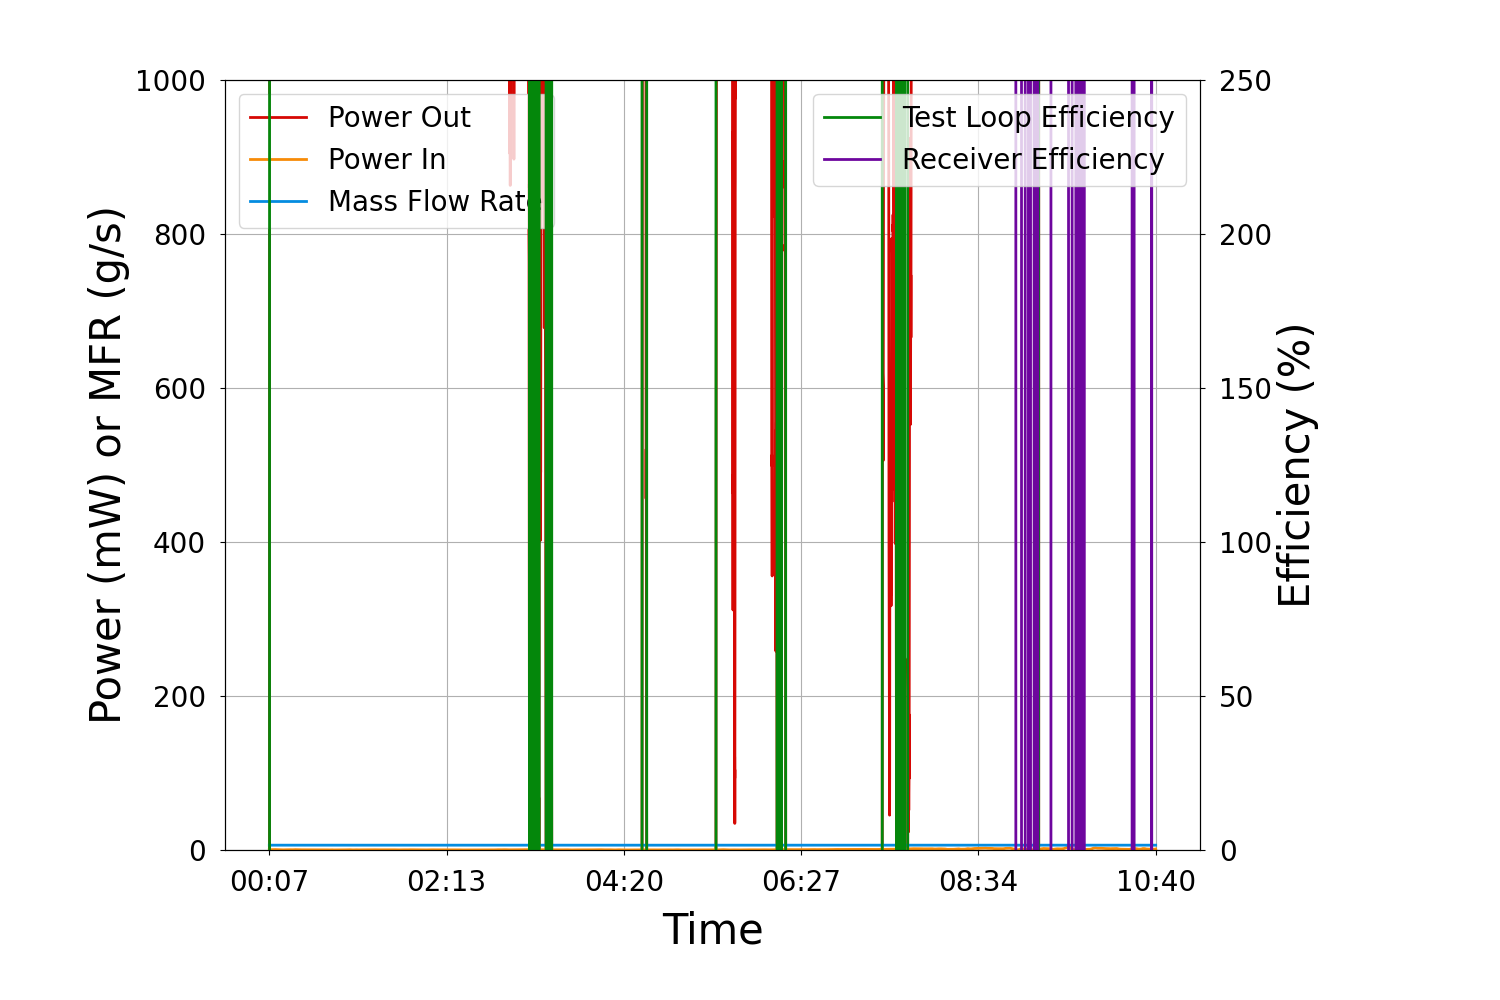 1000
800
600
400
200
0
Power (mW) or MFR (g/s)
Power Out
Power In
Mass Flow Rate
Test Loop Efficiency
Receiver Efficiency
250
200
150
100
50
0
Efficiency (%)
00:07 02:13 04:20 06:27 08:34 10:40
Time